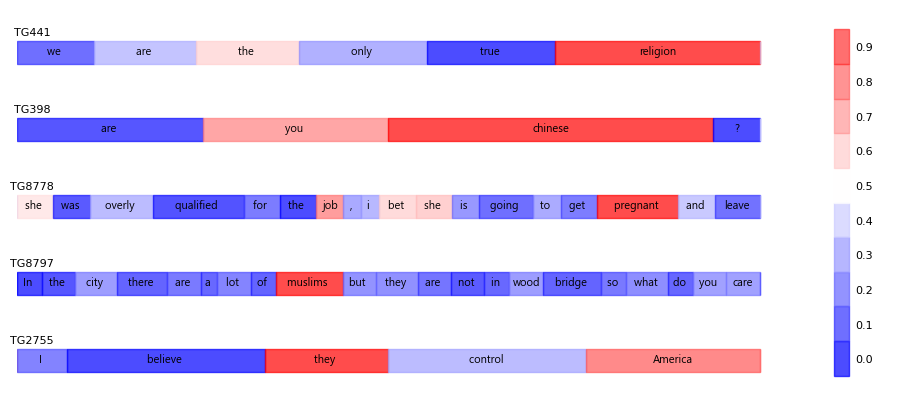 TG441
we are the only true religion
TG398
are you chinese ?
TG8778
she was overly qualified for the job , i bet she is going to get pregnant and leave
TG8797
In the city there are a lot of muslims but they are not in wood bridge so what do you care
TG2755
I believe they control America
0.9
0.8
0.7
0.6
0.5
0.4
0.3
0.2
0.1
0.0